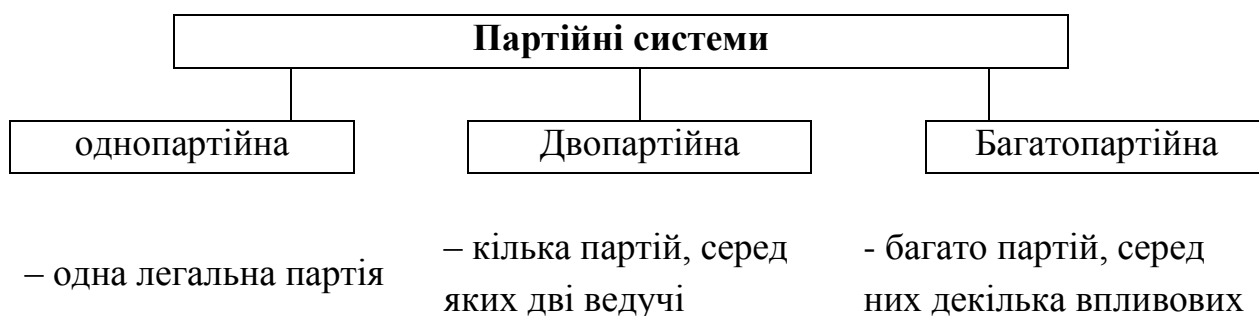 Партійні системи
однопартійна
Двопартійна
Багатопартійна
– одна легальна партія
– кілька партій, серед
яких дві ведучі
- багато партій, серед
них декілька впливових